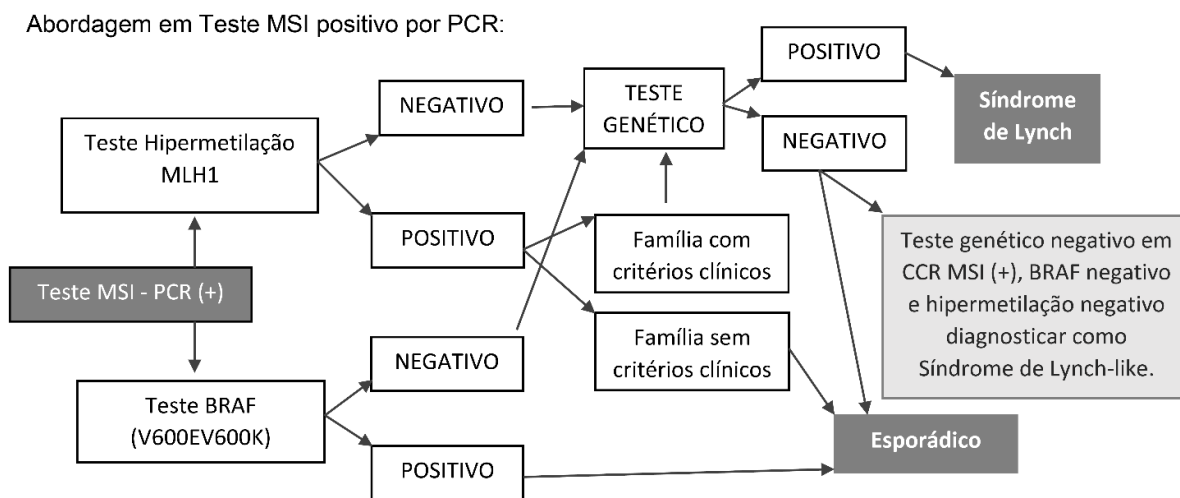 Abordagem em Teste MSI positivo por PCR:
Teste MSI - PCR (+)
Teste Hipermetilação
MLH1
NEGATIVO
POSITIVO
Família com
critérios clínicos
Família sem
critérios clínicos
Teste BRAF
(V600EV600K)
NEGATIVO
POSITIVO
TESTE
GENÉTICO
POSITIVO
NEGATIVO
Síndrome
de Lynch
Teste genético negativo em
CCR MSI (+), BRAF negativo
e hipermetilação negativo
diagnosticar como
Síndrome de Lynch-like.
Esporádico